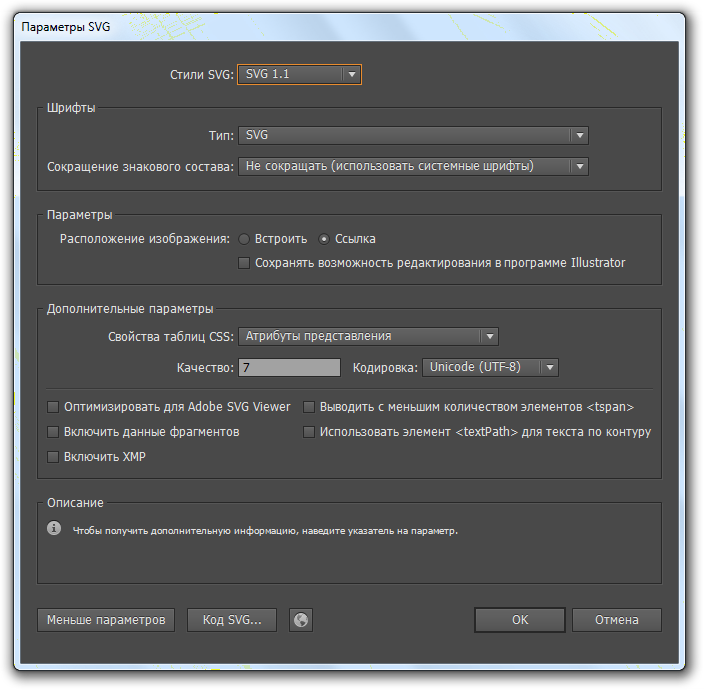 Параметры SVG
Стили SVG: SVG 1.1
Шрифты
Тип: SVG
Сокращение знакового состава: Не сокращать (использовать системные шрифты)
Параметры
Расположение изображения: Встроить Ссылка
Сохранять возможность редактирования в программе Illustrator
Дополнительные параметры
Свойства таблиц CSS: Атрибуты представления
Качество: 7 Кодировка: Unicode (UTF-8)
Оптимизировать для Adobe SVG Viewer Выводить с меньшим количеством элементов <tspan>
Включить данные фрагментов Использовать элемент <textPath> для текста по контуру
Включить XMP
Описание
Чтобы получить дополнительную информацию, наведите указатель на параметр.
Меньше параметров Код SVG... OK Отмена